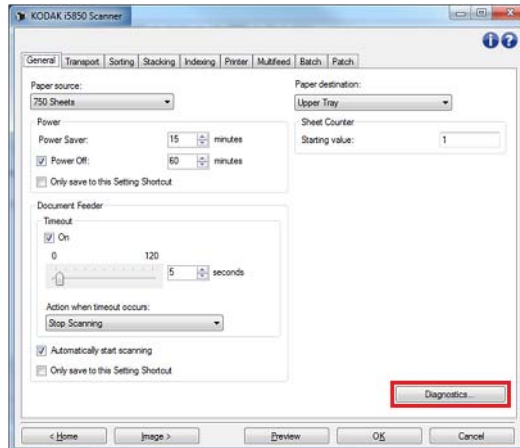 KODAK i5850 Scanner
General Transport Sorting Stacking Indexing Printer Multifeed Batch Patch
Paper source:
750 Sheets
Paper destination:
Upper Tray
Power
Power Saver: 15 minutes
Power Off: 60 minutes
Only save to this Setting Shortcut
Sheet Counter
Starting value: 1
Document Feeder
Timeout
On
0 120
5 seconds
Action when timeout occurs:
Stop Scanning
Automatically start scanning
Only save to this Setting Shortcut
Diagnostics...
< Home Image > Preview OK Cancel